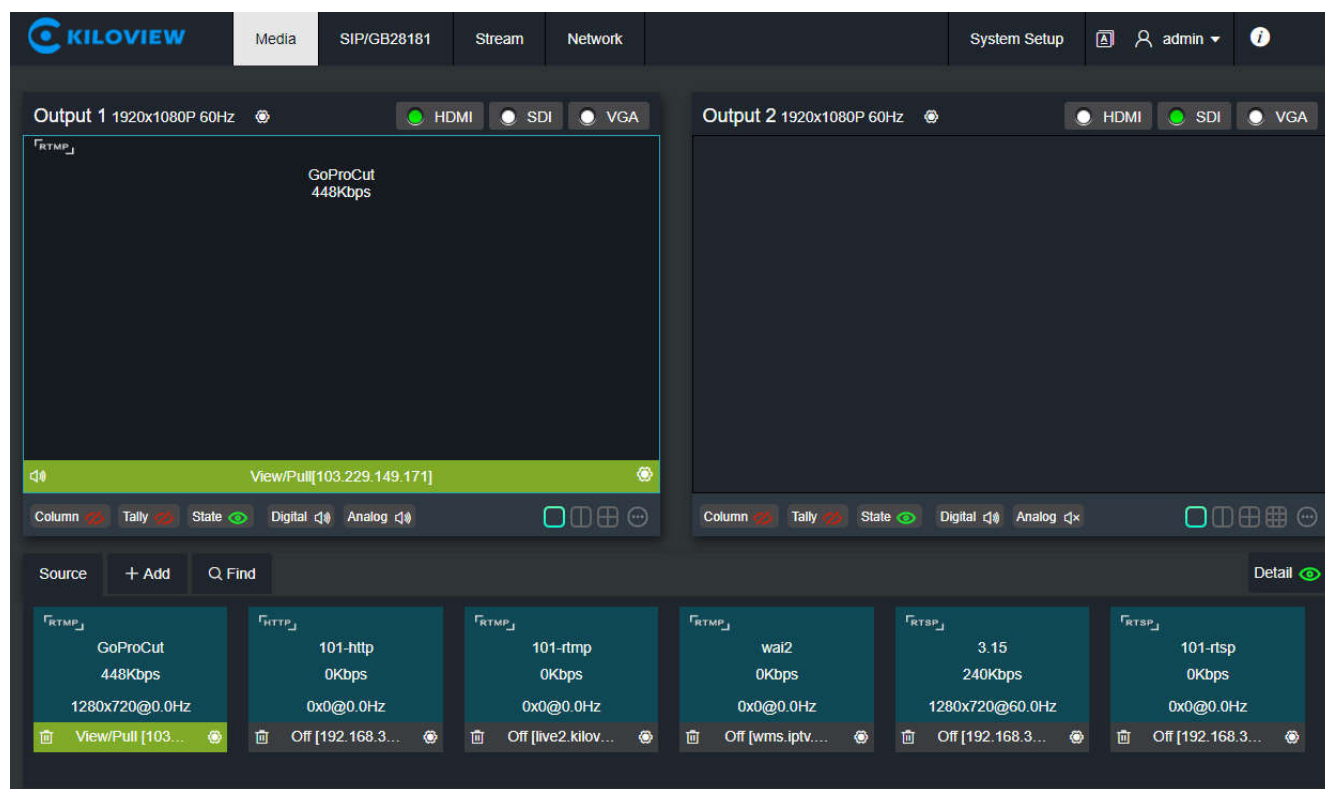 KILOVIEW
Media SIP/GB28181 Stream Network System Setup A admin i
Output 1 1920x1080P 60Hz HDMI SDI VGA
RTMP
GoProCut
448Kbps
View/Pull[103.229.149.171]
Column Tally State Digital Analog
Output 2 1920x1080P 60Hz HDMI SDI VGA
Column Tally State Digital Analog
Source + Add Find Detail
RTMP
GoProCut
448Kbps
1280x720@0.0Hz
View/Pull [103...
HTTP
101-http
0Kbps
0x0@0.0Hz
Off [192.168.3...
RTMP
101-rtmp
0Kbps
0x0@0.0Hz
Off [live2.kilov...
RTMP
wai2
0Kbps
0x0@0.0Hz
Off [wms.iptv....
RTSP
3.15
240Kbps
1280x720@60.0Hz
Off [192.168.3...
RTSP
101-rtsp
0Kbps
0x0@0.0Hz
Off [192.168.3...